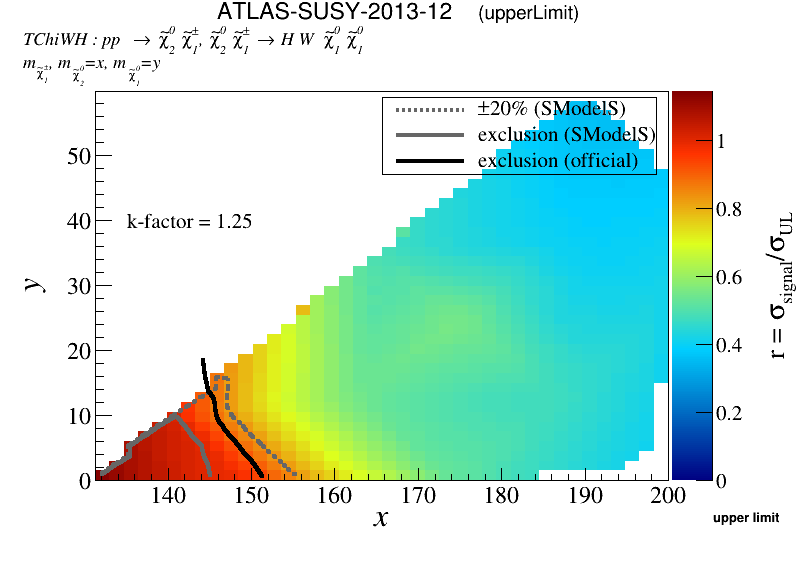 ATLAS-SUSY-2013-12 (upperLimit)
TChiWH : pp → χ̃₂⁰ χ̃₁±, χ̃₂⁰ χ̃₁± → H W χ̃₁⁰ χ̃₁⁰
m_χ̃₁±, m_χ̃₂⁰=x, m_χ̃₁⁰=y
±20% (SModelS)
exclusion (SModelS)
exclusion (official)
k-factor = 1.25
50
40
30
20
10
0
y
140 150 160 170 180 190 200
x
1
0.8
0.6
0.4
0.2
0
r = σ_signal/σ_UL
upper limit